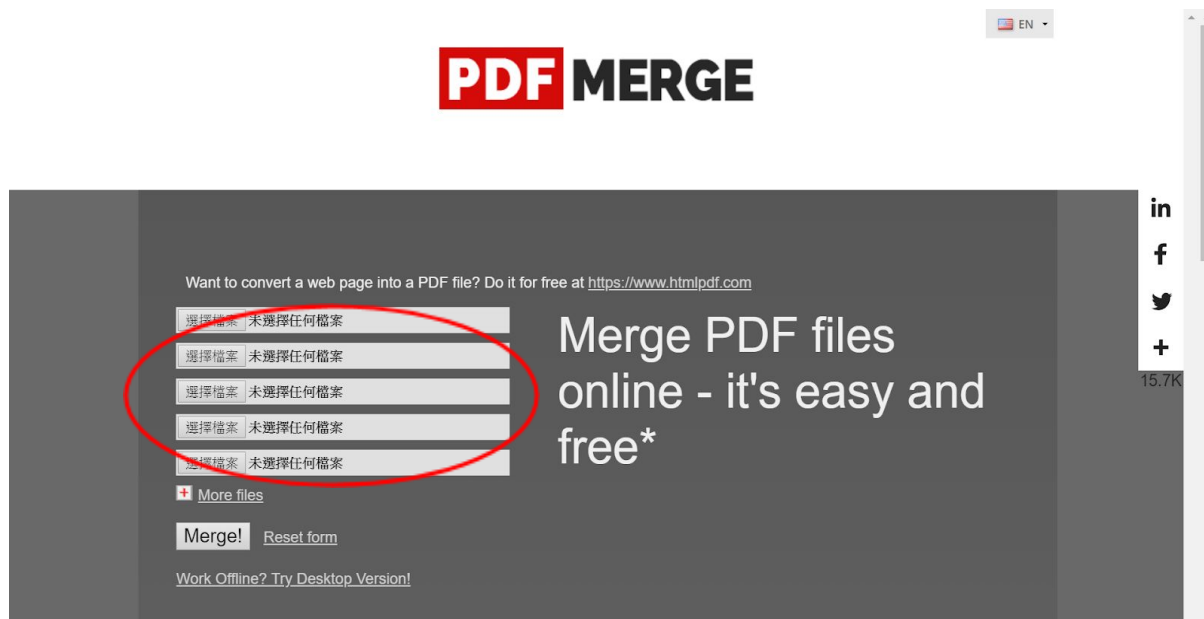 EN
PDF MERGE
in
f
+
15.7K
Want to convert a web page into a PDF file? Do it for free at https://www.htmlpdf.com
選擇檔案 未選擇任何檔案
選擇檔案 未選擇任何檔案
選擇檔案 未選擇任何檔案
選擇檔案 未選擇任何檔案
選擇檔案 未選擇任何檔案
More files
Merge! Reset form
Work Offline? Try Desktop Version!
Merge PDF files
online - it's easy and
free*